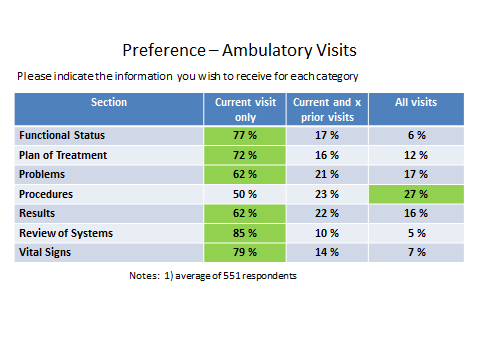 Preference – Ambulatory Visits
Please indicate the information you wish to receive for each category
Section Current visit only Current and x prior visits All visits
Functional Status 77 % 17 % 6 %
Plan of Treatment 72 % 16 % 12 %
Problems 62 % 21 % 17 %
Procedures 50 % 23 % 27 %
Results 62 % 22 % 16 %
Review of Systems 85 % 10 % 5 %
Vital Signs 79 % 14 % 7 %
Notes: 1) average of 551 respondents